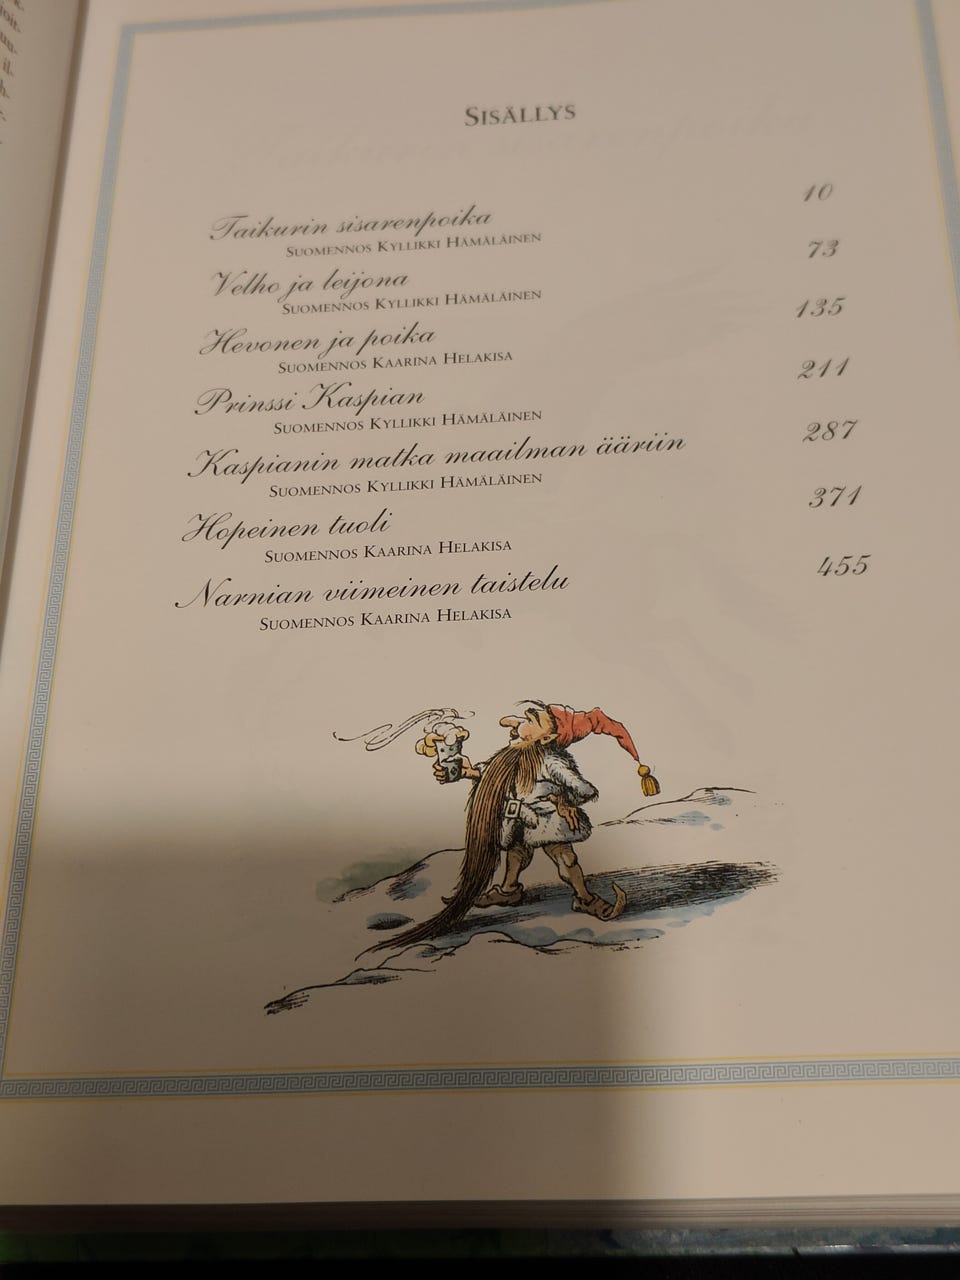 SISÄLLYS
Taikurin sisarenpoika 10
SUOMENNOS KYLLIKKI HÄMÄLÄINEN
Velho ja leijona 73
SUOMENNOS KYLLIKKI HÄMÄLÄINEN
Hevonen ja poika 135
SUOMENNOS KAARINA HELAKISA
Prinssi Kaspian 211
SUOMENNOS KYLLIKKI HÄMÄLÄINEN
Kaspianin matka maailman ääriin 287
SUOMENNOS KYLLIKKI HÄMÄLÄINEN
Hopeinen tuoli 371
SUOMENNOS KAARINA HELAKISA
Narnian viimeinen taistelu 455
SUOMENNOS KAARINA HELAKISA